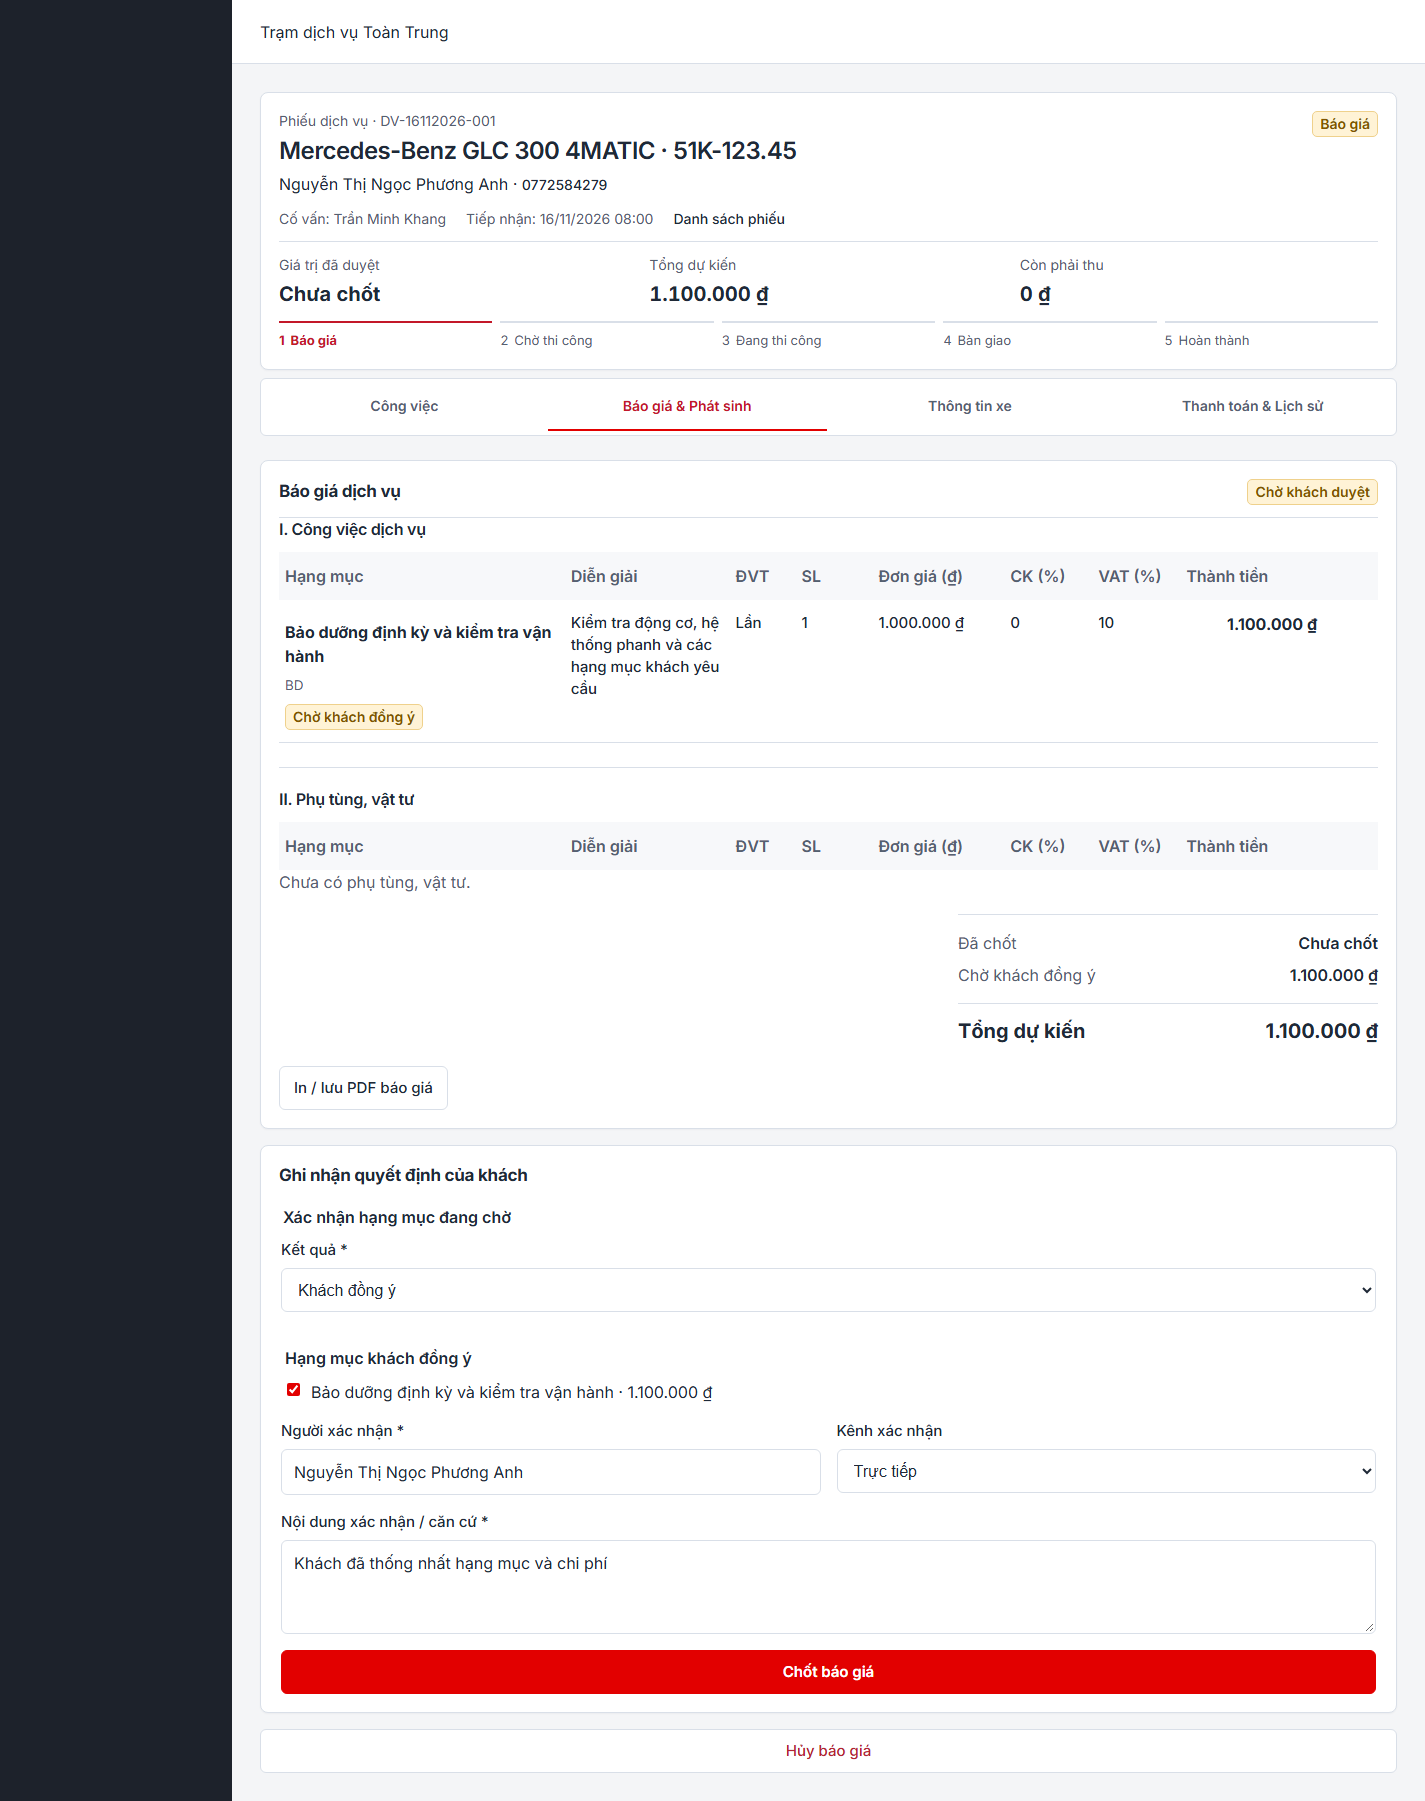 Trạm dịch vụ Toàn Trung
Phiếu dịch vụ · DV-16112026-001
Báo giá
Mercedes-Benz GLC 300 4MATIC · 51K-123.45
Nguyễn Thị Ngọc Phương Anh · 0772584279
Cố vấn: Trần Minh Khang Tiếp nhận: 16/11/2026 08:00 Danh sách phiếu
Giá trị đã duyệt Tổng dự kiến Còn phải thu
Chưa chốt 1.100.000 ₫ 0 ₫
1 Báo giá 2 Chờ thi công 3 Đang thi công 4 Bàn giao 5 Hoàn thành
Công việc Báo giá & Phát sinh Thông tin xe Thanh toán & Lịch sử
Báo giá dịch vụ Chờ khách duyệt
I. Công việc dịch vụ
Hạng mục Diễn giải ĐVT SL Đơn giá (₫) CK (%) VAT (%) Thành tiền
Bảo dưỡng định kỳ và kiểm tra vận
hành
BD
Chờ khách đồng ý
Kiểm tra động cơ, hệ
thống phanh và các
hạng mục khách yêu
cầu
Lần 1 1.000.000 ₫ 0 10 1.100.000 ₫
II. Phụ tùng, vật tư
Hạng mục Diễn giải ĐVT SL Đơn giá (₫) CK (%) VAT (%) Thành tiền
Chưa có phụ tùng, vật tư.
Đã chốt Chưa chốt
Chờ khách đồng ý 1.100.000 ₫
Tổng dự kiến 1.100.000 ₫
In / lưu PDF báo giá
Ghi nhận quyết định của khách
Xác nhận hạng mục đang chờ
Kết quả *
Khách đồng ý
Hạng mục khách đồng ý
Bảo dưỡng định kỳ và kiểm tra vận hành · 1.100.000 ₫
Người xác nhận * Kênh xác nhận
Nguyễn Thị Ngọc Phương Anh Trực tiếp
Nội dung xác nhận / căn cứ *
Khách đã thống nhất hạng mục và chi phí
Chốt báo giá
Hủy báo giá